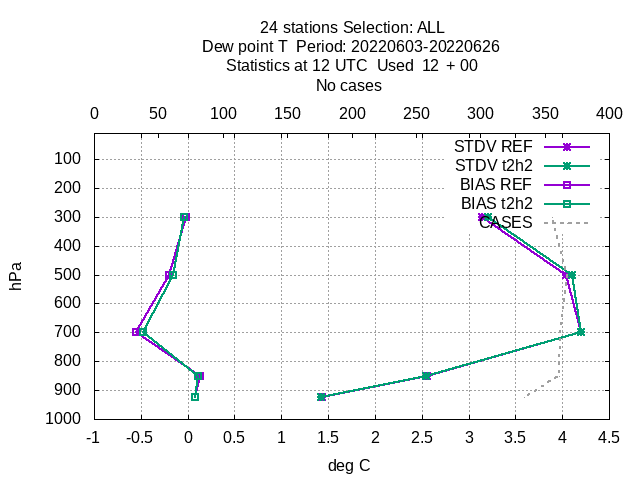 24 stations Selection: ALL
Dew point T  Period: 20220603-20220626
Statistics at 12 UTC  Used  12  + 00
No cases
0 50 100 150 200 250 300 350 400
STDV REF
STDV t2h2
BIAS REF
BIAS t2h2
CASES
hPa
100
200
300
400
500
600
700
800
900
1000
-1 -0.5 0 0.5 1 1.5 2 2.5 3 3.5 4 4.5
deg C